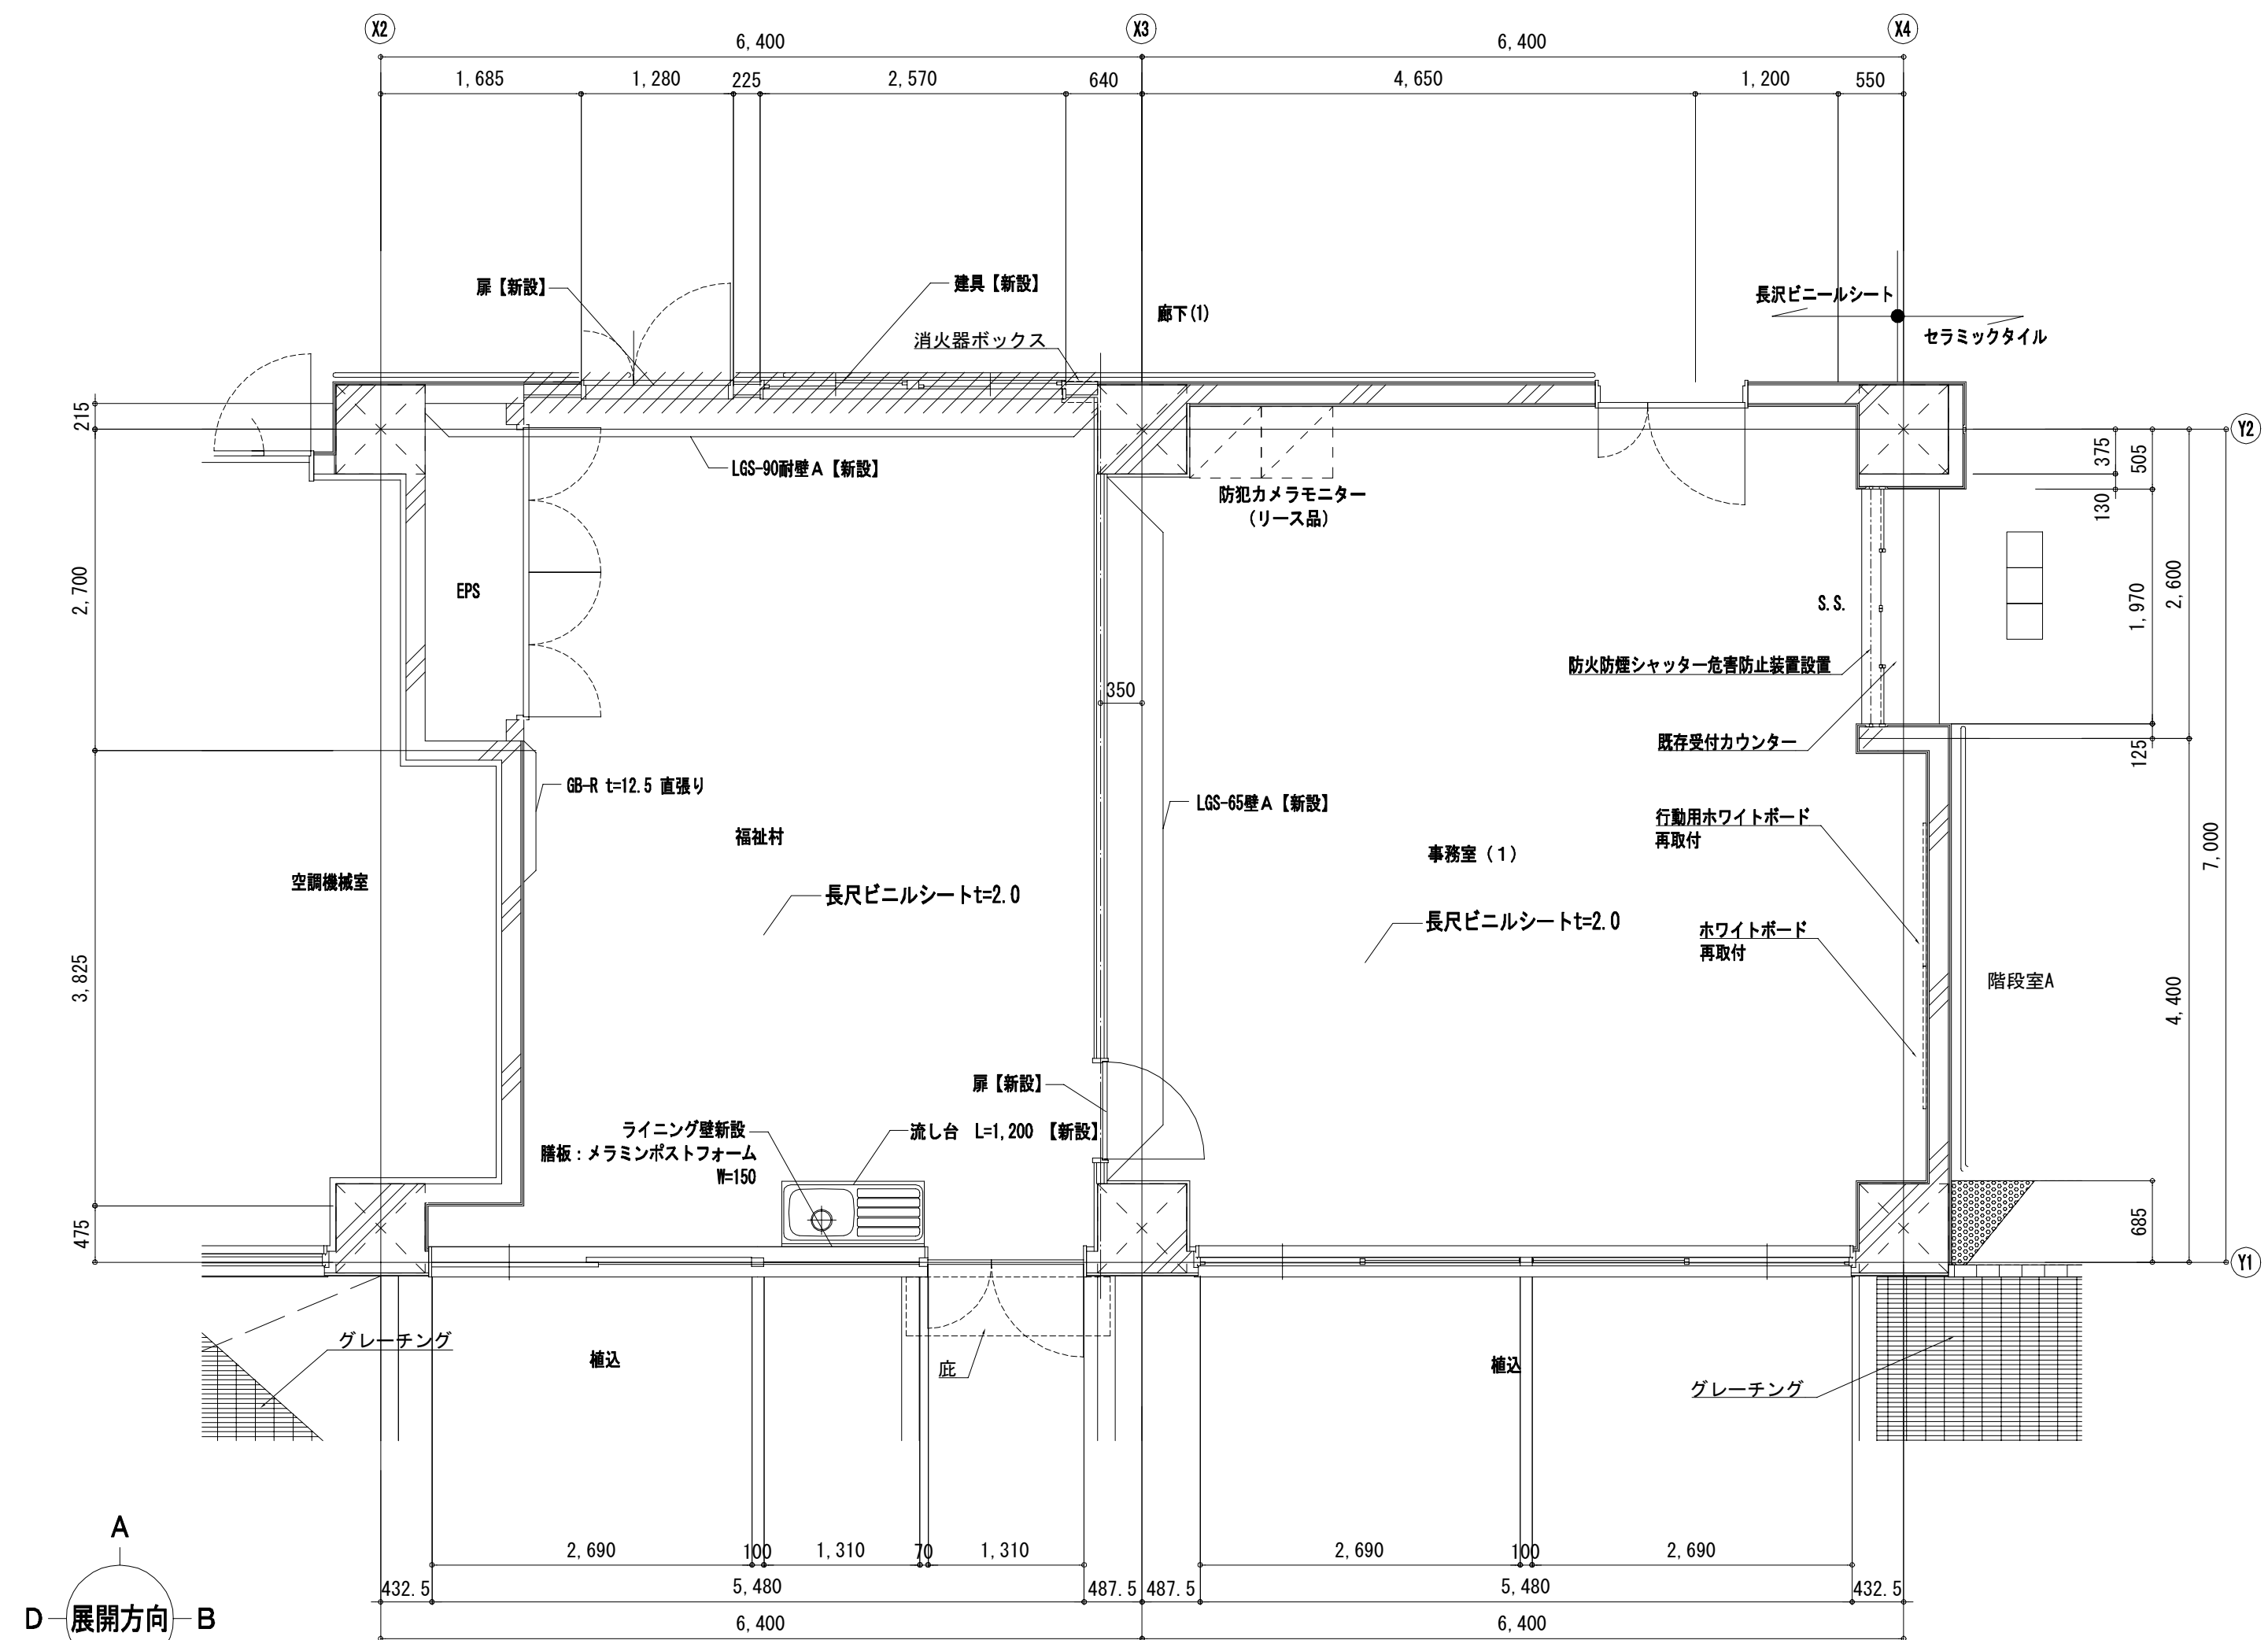 X2
X3
X4
6,400
6,400
1,685
1,280
225
2,570
640
4,650
1,200
550
扉【新設】
建具【新設】
廊下(1)
消火器ボックス
長沢ビニールシート
セラミックタイル
215
Y2
375
505
LGS-90耐壁A【新設】
防犯カメラモニター
(リース品)
130
2,700
EPS
S.S.
1,970
2,600
防火防煙シャッター危害防止装置設置
350
既存受付カウンター
125
GB-R t=12.5 直張り
LGS-65壁A【新設】
行動用ホワイトボード
再取付
福祉村
事務室(1)
7,000
空調機械室
長尺ビニルシートt=2.0
長尺ビニルシートt=2.0
ホワイトボード
再取付
3,825
階段室A
4,400
扉【新設】
ライニング壁新設
膳板:メラミンポストフォーム
W=150
流し台 L=1,200 【新設】
475
685
Y1
グレーチング
植込
庇
植込
グレーチング
A
2,690
100
1,310
70
1,310
2,690
100
2,690
432.5
5,480
487.5
487.5
5,480
432.5
D
展開方向
B
6,400
6,400